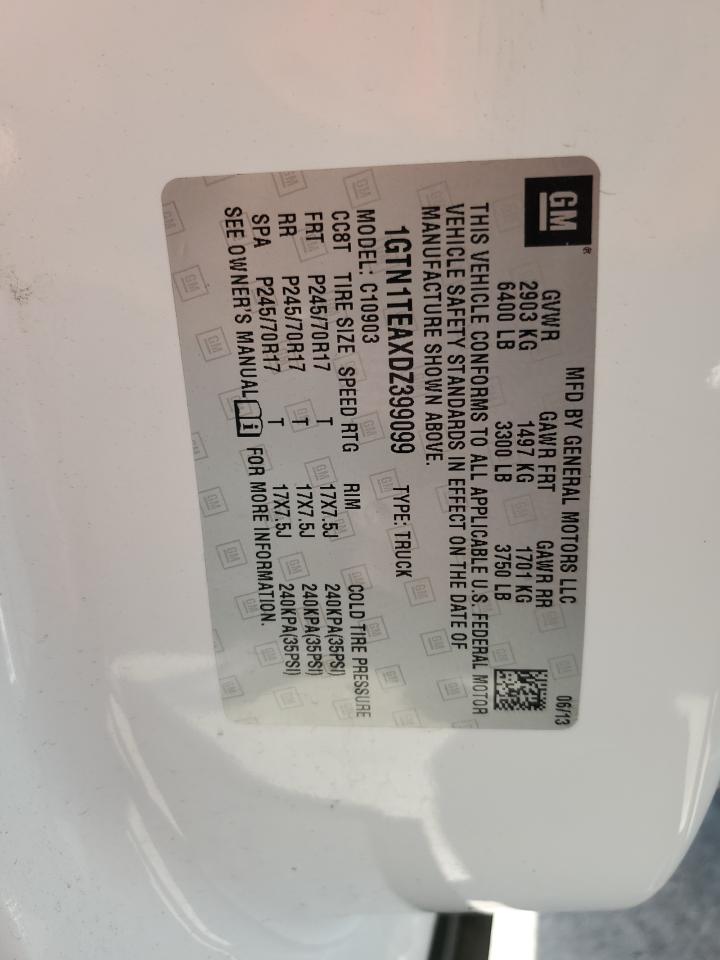 GM®
MFD BY GENERAL MOTORS LLC 06/13
GVWR GAWR FRT GAWR RR
2903 KG 1497 KG 1701 KG
6400 LB 3300 LB 3750 LB
THIS VEHICLE CONFORMS TO ALL APPLICABLE U.S. FEDERAL MOTOR
VEHICLE SAFETY STANDARDS IN EFFECT ON THE DATE OF
MANUFACTURE SHOWN ABOVE.
1GTN1TEAXDZ399099 TYPE: TRUCK
MODEL: C10903
CC8T TIRE SIZE SPEED RTG RIM COLD TIRE PRESSURE
FRT P245/70R17 T 17X7.5J 240KPA(35PSI)
RR P245/70R17 T 17X7.5J 240KPA(35PSI)
SPA P245/70R17 T 17X7.5J 240KPA(35PSI)
SEE OWNER'S MANUAL FOR MORE INFORMATION.